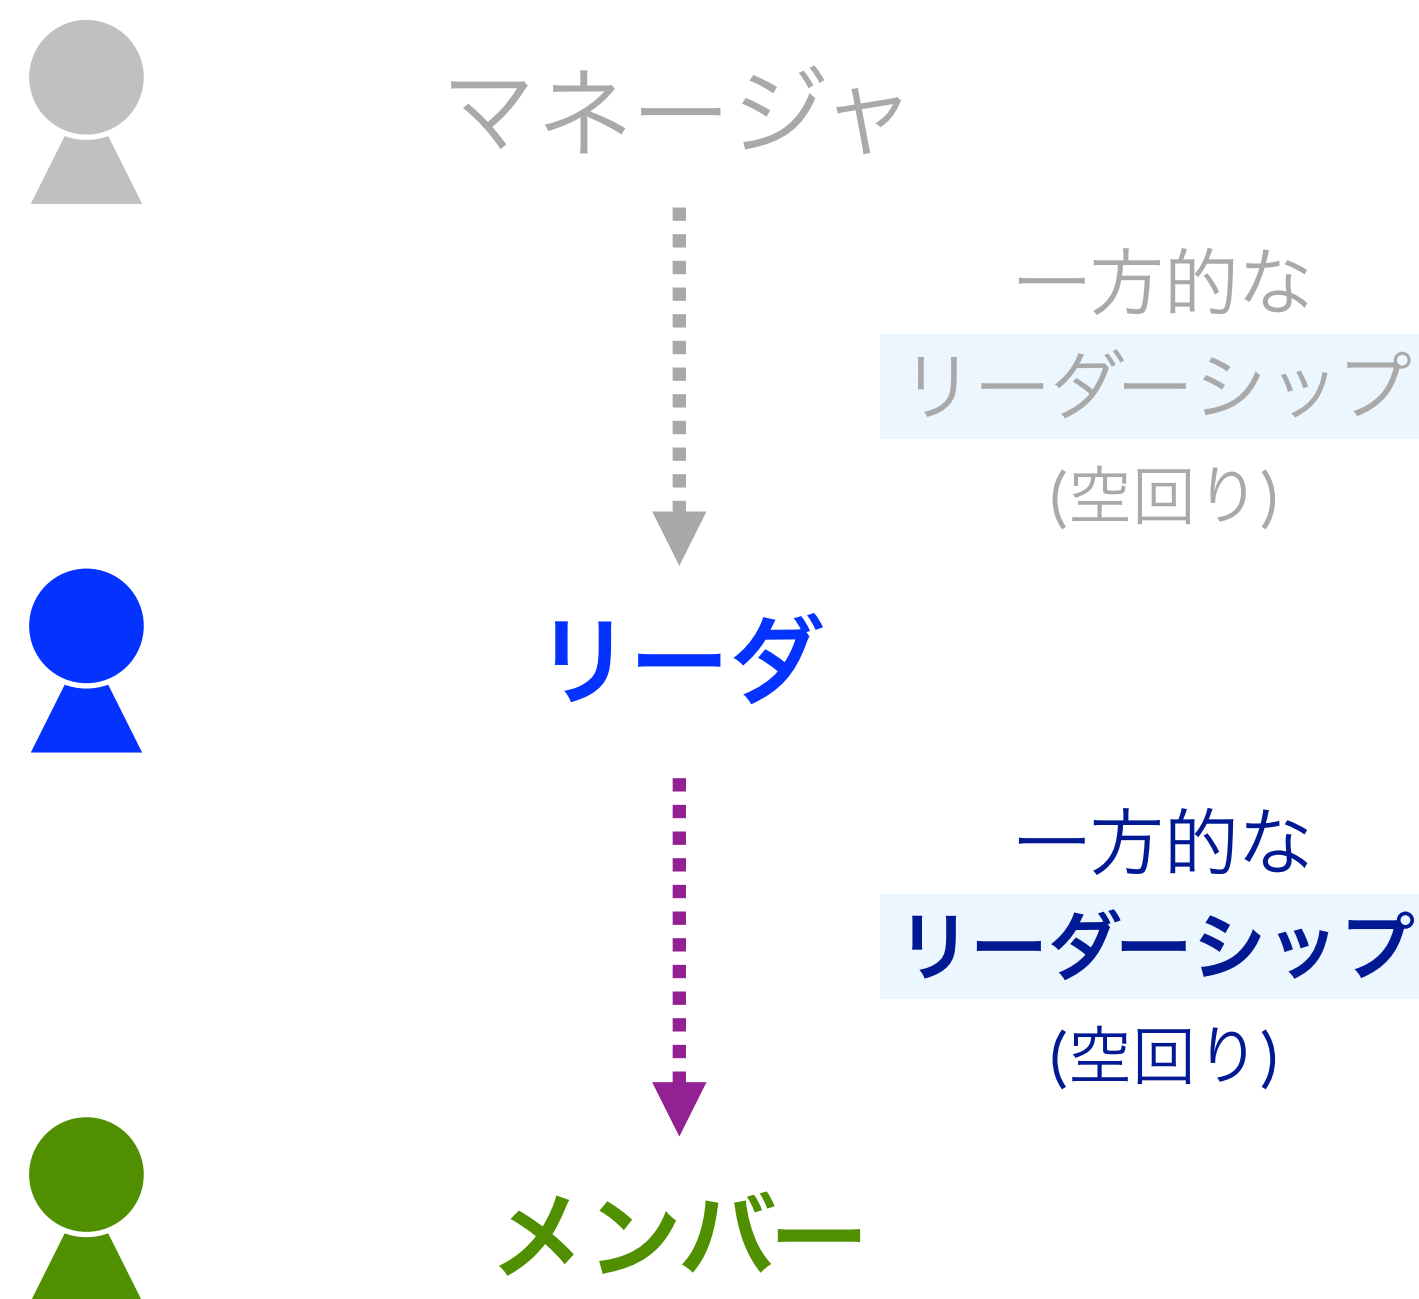 マネージャ
一方的な
リーダーシップ
(空回り)
リーダ
一方的な
リーダーシップ
(空回り)
メンバー